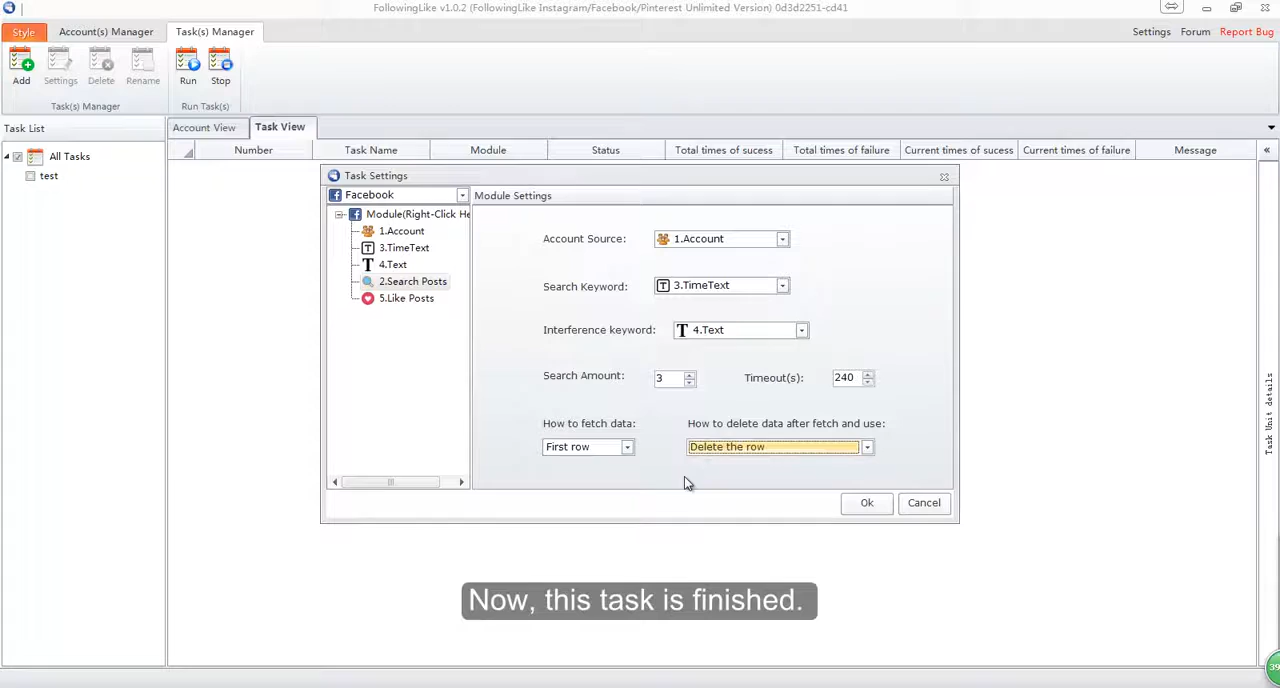 FollowingLike v1.0.2 (FollowingLike Instagram/Facebook/Pinterest Unlimited Version) 0d3d2251-cd41
Style Account(s) Manager Task(s) Manager Settings Forum Report Bug
Add Settings Delete Rename Run Stop
Task(s) Manager Run Task(s)
Task List Account View Task View
Number Task Name Module Status Total times of sucess Total times of failure Current times of sucess Current times of failure Message «
All Tasks
test
Task Settings
Facebook Module Settings
Module(Right-Click He
1.Account
3.TimeText
4.Text
2.Search Posts
5.Like Posts
Account Source: 1.Account
Search Keyword: T 3.TimeText
Interference keyword: T 4.Text
Search Amount: 3 Timeout(s): 240
How to fetch data: How to delete data after fetch and use:
First row Delete the row
Ok Cancel
Task Unit details
Now, this task is finished.
39